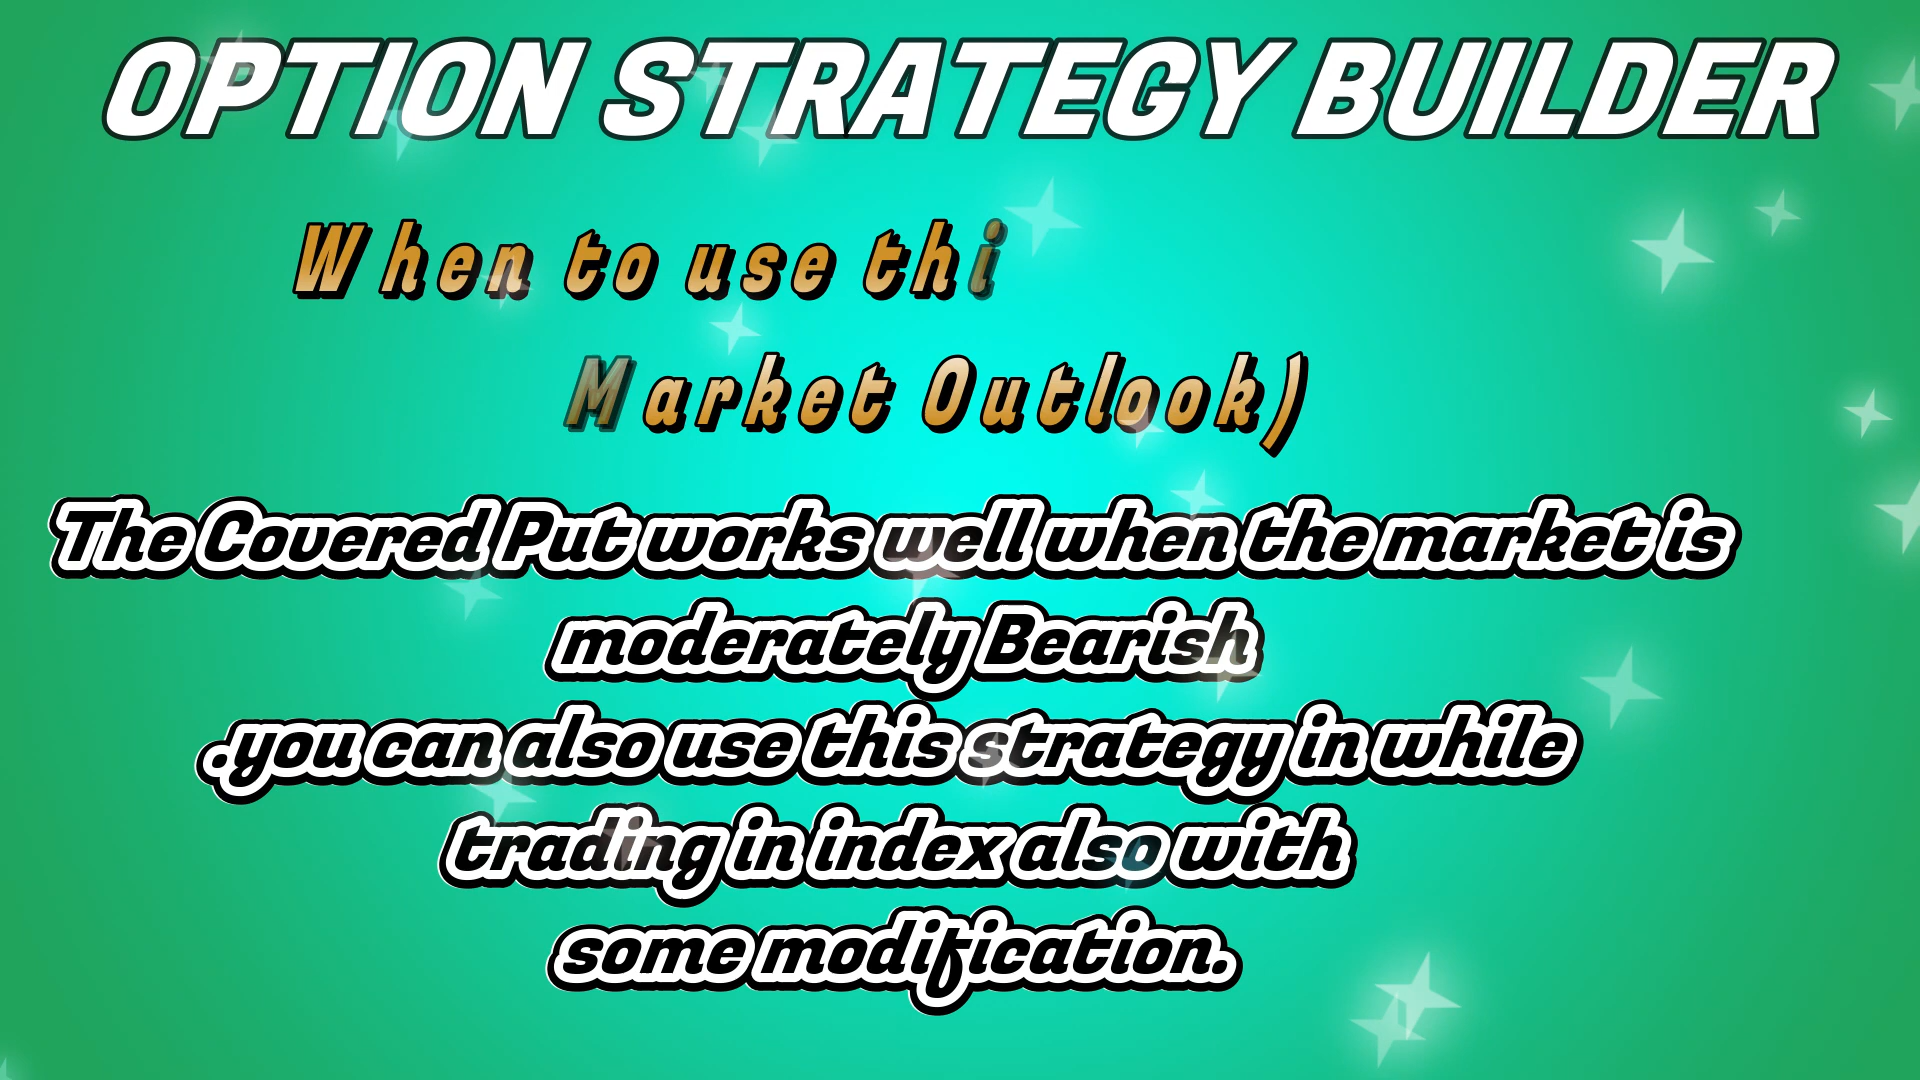 OPTION STRATEGY BUILDER
When to use thi
Market Outlook)
The Covered Put works well when the market is
moderately Bearish
.you can also use this strategy in while
trading in index also with
some modification.